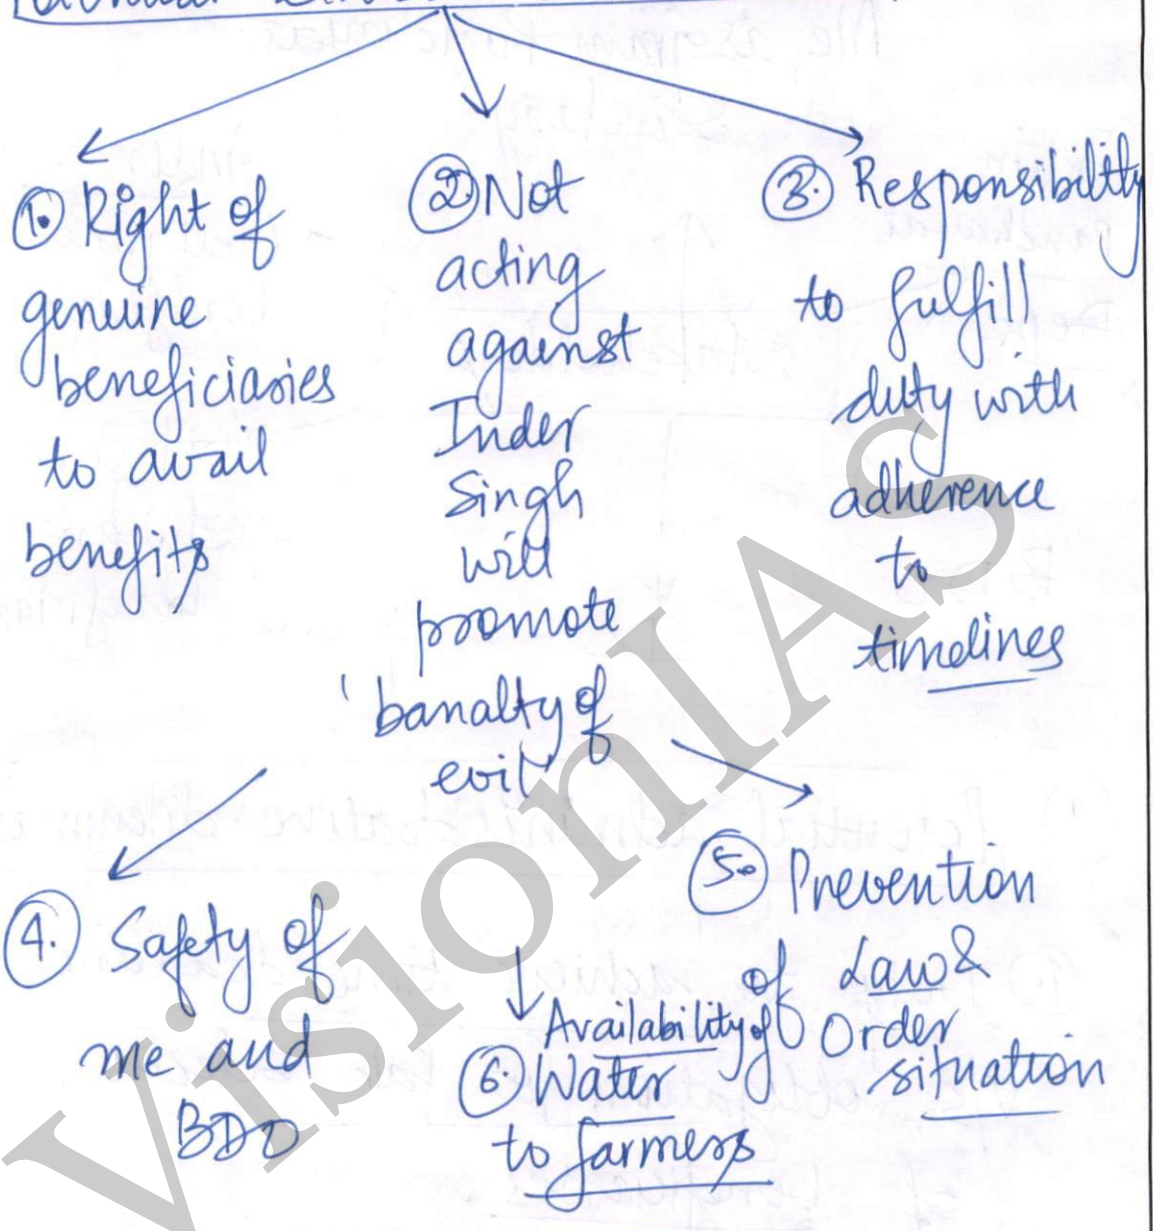 1. Right of
genuine
beneficiaries
to avail
benefits
2. Not
acting
against
Inder
Singh
will
promote
'banalty of
evil'
3. Responsibility
to fulfill
duty with
adherence
to
timelines
4. Safety of
me and
BDO
5. Prevention
of Law &
Order
situation
6. Availability of
Water
to farmers
VisionIAS